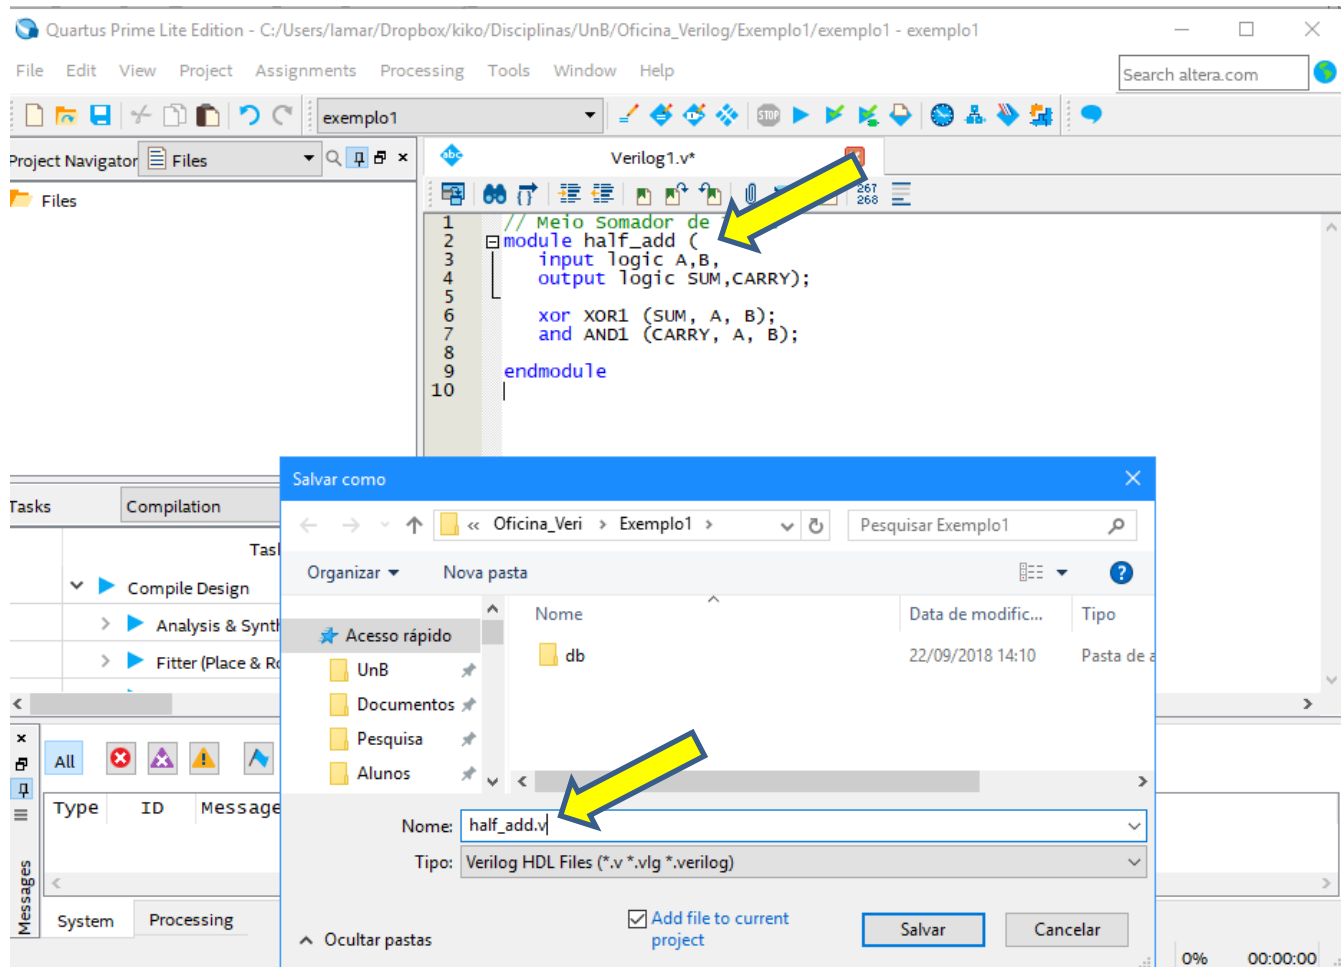 Quartus Prime Lite Edition - C:/Users/lamar/Dropbox/kiko/Disciplinas/UnB/Oficina_Verilog/Exemplo1/exemplo1 - exemplo1
File Edit View Project Assignments Processing Tools Window Help
Search altera.com
exemplo1
STOP
Project Navigator Files
abc
Verilog1.v*
267
268
Files
1 // Meio Somador de
2 module half_add (
3 input logic A,B,
4 output logic SUM,CARRY);
5
6 xor XOR1 (SUM, A, B);
7 and AND1 (CARRY, A, B);
8
9 endmodule
10
Tasks Compilation
Compile Design
Analysis &
Fitter (Place &
Salvar como
« Oficina_Veri › Exemplo1 ›
Pesquisar Exemplo1
Organizar Nova pasta
Acesso rápido
UnB
Documentos
Pesquisa
Alunos
Nome Data de modific... Tipo
db 22/09/2018 14:10 Pasta de
Nome: half_add.v
Tipo: Verilog HDL Files (*.v *.vlg *.verilog)
Add file to current
project
Salvar Cancelar
Ocultar pastas
All
Type ID Message
Messages
System Processing
0% 00:00:00